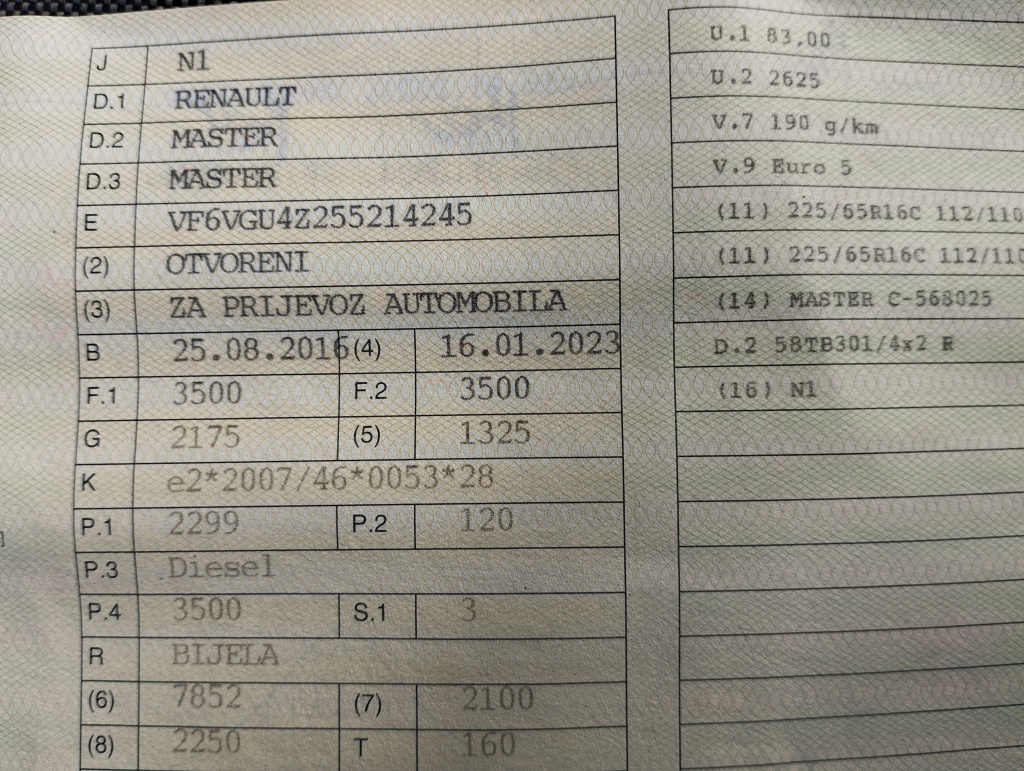 J N1
D.1 RENAULT
D.2 MASTER
D.3 MASTER
E VF6VGU4Z255214245
(2) OTVORENI
(3) ZA PRIJEVOZ AUTOMOBILA
B 25.08.2016 (4) 16.01.2023
F.1 3500 F.2 3500
G 2175 (5) 1325
K e2*2007/46*0053*28
P.1 2299 P.2 120
P.3 Diesel
P.4 3500 S.1 3
R BIJELA
(6) 7852 (7) 2100
(8) 2250 T 160
U.1 83,00
U.2 2625
V.7 190 g/km
V.9 Euro 5
(11) 225/65R16C 112/110
(11) 225/65R16C 112/110
(14) MASTER C-568025
D.2 58TB301/4x2 R
(16) N1